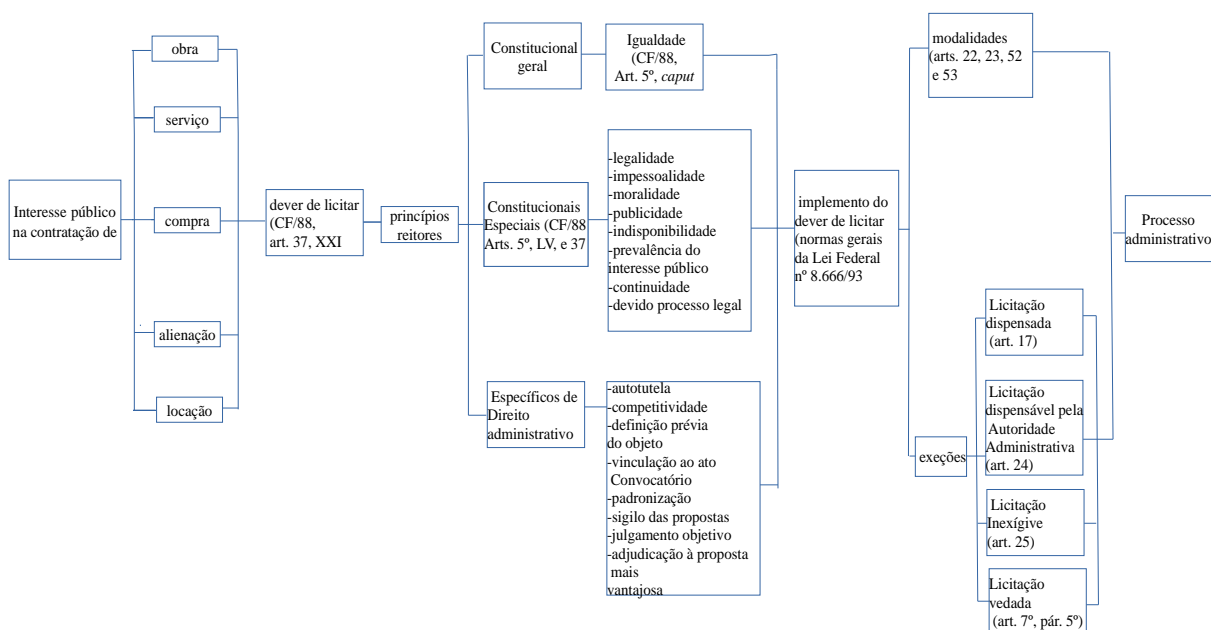 Interesse público
na contratação de
obra
serviço
compra
alienação
locação
dever de licitar
(CF/88,
art. 37, XXI
princípios
reitores
Constitucional
geral
Igualdade
(CF/88,
Art. 5º, caput
Constitucionais
Especiais (CF/88
Arts. 5º, LV, e 37
-legalidade
-impessoalidade
-moralidade
-publicidade
-indisponibilidade
-prevalência do
interesse público
-continuidade
-devido processo legal
Específicos de
Direito
administrativo
-autotutela
-competitividade
-definição prévia
do objeto
-vinculação ao ato
Convocatório
-padronização
-sigilo das propostas
-julgamento objetivo
-adjudicação à proposta
mais
vantajosa
implemento do
dever de licitar
(normas gerais
da Lei Federal
nº 8.666/93
modalidades
(arts. 22, 23, 52
e 53
exeções
Licitação
dispensada
(art. 17)
Licitação
dispensável pela
Autoridade
Administrativa
(art. 24)
Licitação
Inexígive
(art. 25)
Licitação
vedada
(art. 7º, pár. 5º)
Processo
administrativo